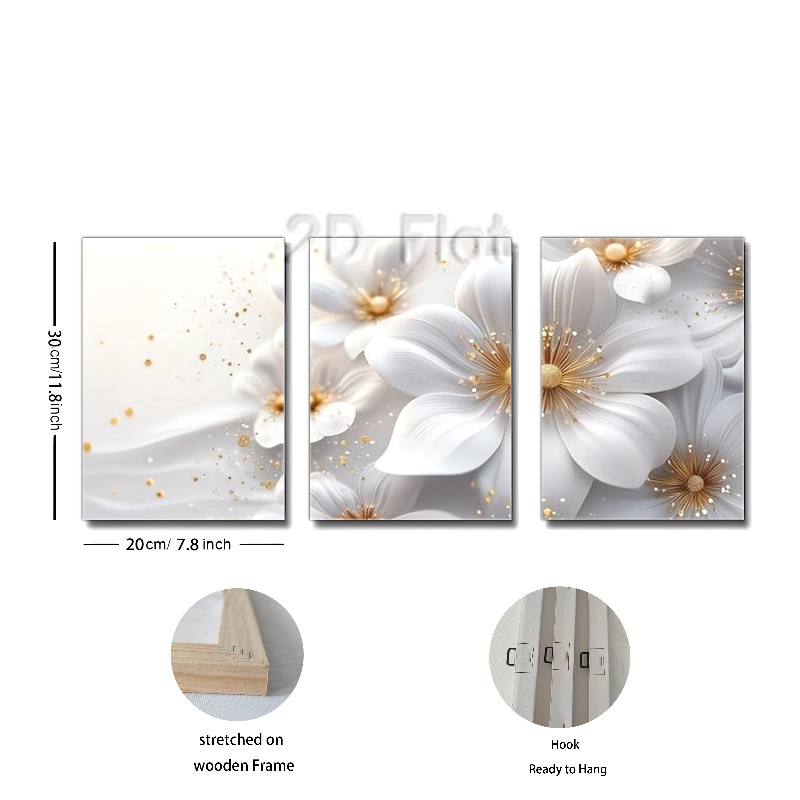 2D Flat
30cm/11.8inch
20cm/ 7.8 inch
stretched on
wooden Frame
Hook
Ready to Hang